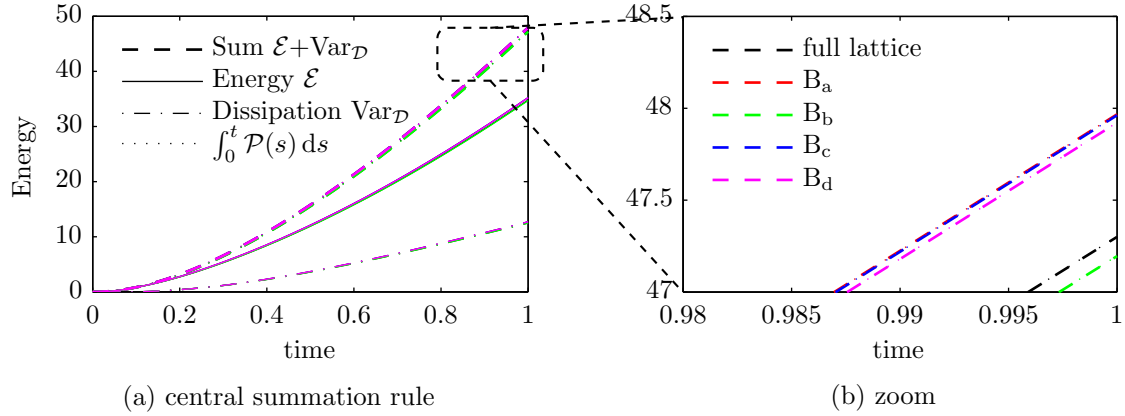 50
40
30
20
10
0
Energy
Sum ℰ+Var𝒟
Energy ℰ
Dissipation Var𝒟
∫₀ᵗ 𝒫(s) ds
0 0.2 0.4 0.6 0.8 1
time
(a) central summation rule
48.5
48
47.5
47
full lattice
Bₐ
B_b
B_c
B_d
0.98 0.985 0.99 0.995 1
time
(b) zoom